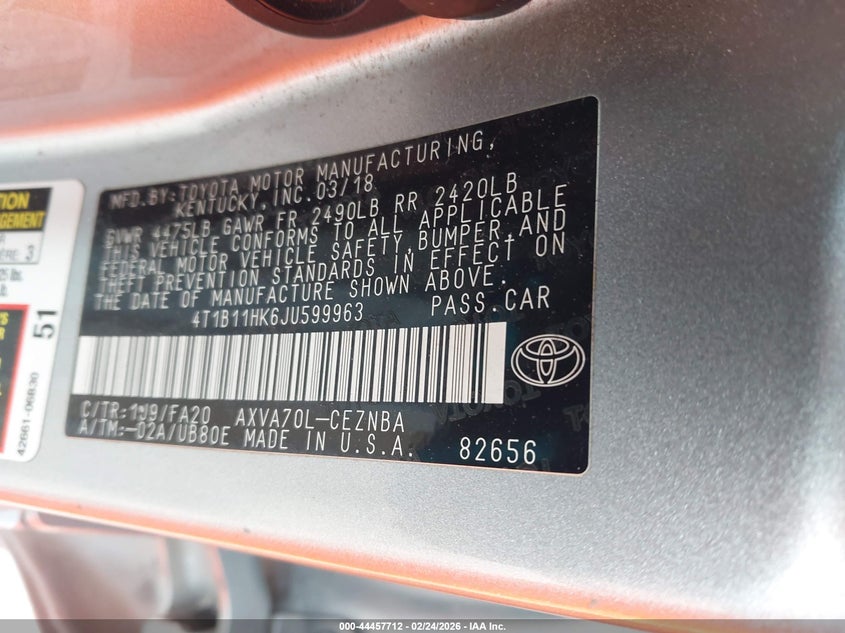 MFD.BY:TOYOTA MOTOR MANUFACTURING,
KENTUCKY,INC. 03/18
GVWR 4475LB GAWR FR 2490LB RR 2420LB
THIS VEHICLE CONFORMS TO ALL APPLICABLE
FEDERAL MOTOR VEHICLE SAFETY,BUMPER,AND
THEFT PREVENTION STANDARDS IN EFFECT ON
THE DATE OF MANUFACTURE SHOWN ABOVE.
4T1B11HK6JU599963 PASS.CAR
C/TR:1J9/FA20 AXVA70L-CEZNBA
A/TM:-02A/UB80E MADE IN U.S.A. 82656
51
42661-06B30
000-44457712 - 02/24/2026 - IAA Inc.